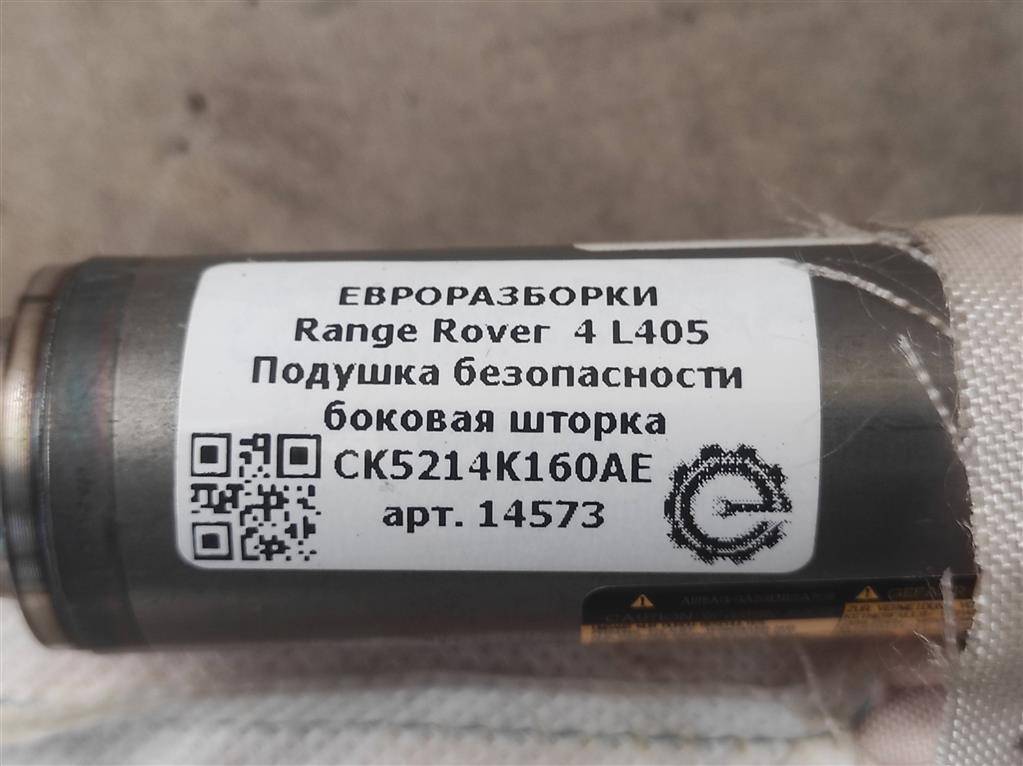 ЕВРОРАЗБОРКИ
Range Rover 4 L405
Подушка безопасности
боковая шторка
CK5214K160AE
арт. 14573